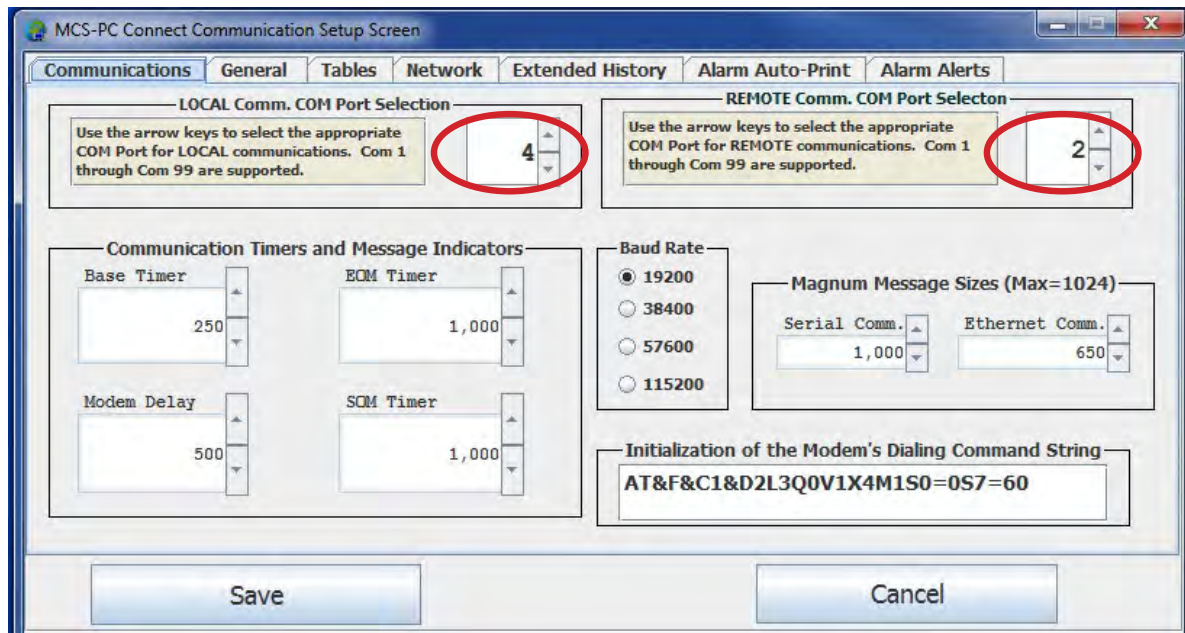 MCS-PC Connect Communication Setup Screen
X
Communications General Tables Network Extended History Alarm Auto-Print Alarm Alerts
LOCAL Comm. COM Port Selection
Use the arrow keys to select the appropriate
COM Port for LOCAL communications. Com 1
through Com 99 are supported.
4
REMOTE Comm. COM Port Selecton
Use the arrow keys to select the appropriate
COM Port for REMOTE communications. Com 1
through Com 99 are supported.
2
Communication Timers and Message Indicators
Base Timer EOM Timer
250 1,000
Modem Delay SOM Timer
500 1,000
Baud Rate
19200
38400
57600
115200
Magnum Message Sizes (Max=1024)
Serial Comm. Ethernet Comm.
1,000 650
Initialization of the Modem's Dialing Command String
AT&F&C1&D2L3Q0V1X4M1S0=0S7=60
Save Cancel